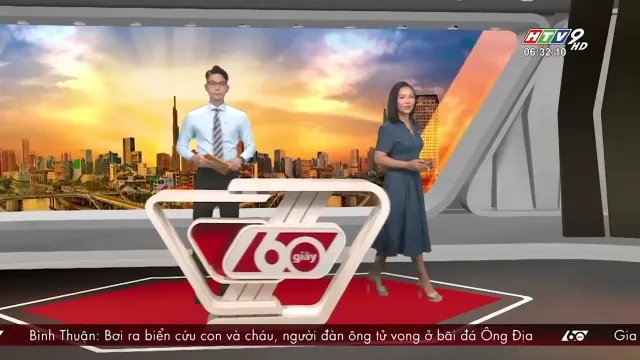 HTV9 HD
06:32:10
60 giây
Bình Thuận: Bơi ra biển cứu con và cháu, người đàn ông tử vong ở bãi đá Ông Địa 60 Gia